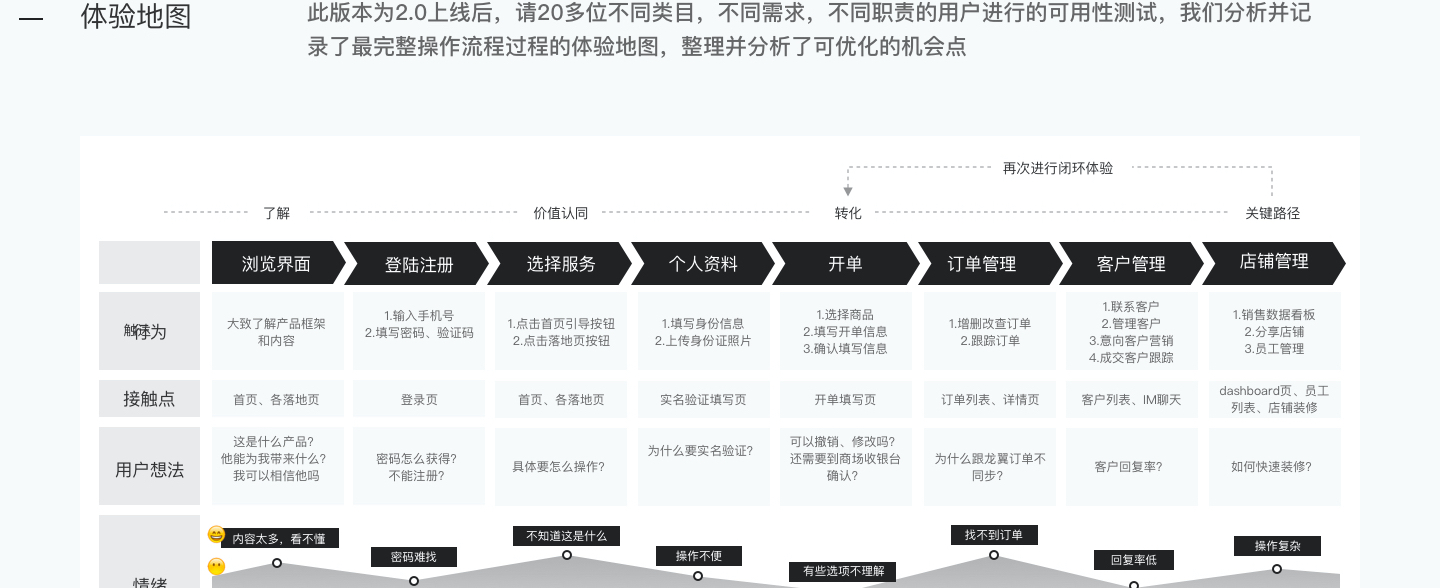 体验地图
此版本为2.0上线后，请20多位不同类目，不同需求，不同职责的用户进行的可用性测试，我们分析并记
录了最完整操作流程过程的体验地图，整理并分析了可优化的机会点
再次进行闭环体验
了解 价值认同 转化 关键路径
浏览界面 登陆注册 选择服务 个人资料 开单 订单管理 客户管理 店铺管理
行为
大致了解产品框架
和内容
1.输入手机号
2.填写密码、验证码
1.点击首页引导按钮
2.点击落地页按钮
1.填写身份信息
2.上传身份证照片
1.选择商品
2.填写开单信息
3.确认填写信息
1.增删改查订单
2.跟踪订单
1.联系客户
2.管理客户
3.意向客户营销
4.成交客户跟踪
1.销售数据看板
2.分享店铺
3.员工管理
接触点
首页、各落地页
登录页
首页、各落地页
实名验证填写页
开单填写页
订单列表、详情页
客户列表、IM聊天
dashboard页、员工
列表、店铺装修
用户想法
这是什么产品?
他能为我带来什么?
我可以相信他吗
密码怎么获得?
不能注册?
具体要怎么操作?
为什么要实名验证?
可以撤销、修改吗?
还需要到商场收银台
确认?
为什么跟龙翼订单不
同步?
客户回复率?
如何快速装修?
情绪
内容太多，看不懂
密码难找
不知道这是什么
操作不便
有些选项不理解
找不到订单
回复率低
操作复杂